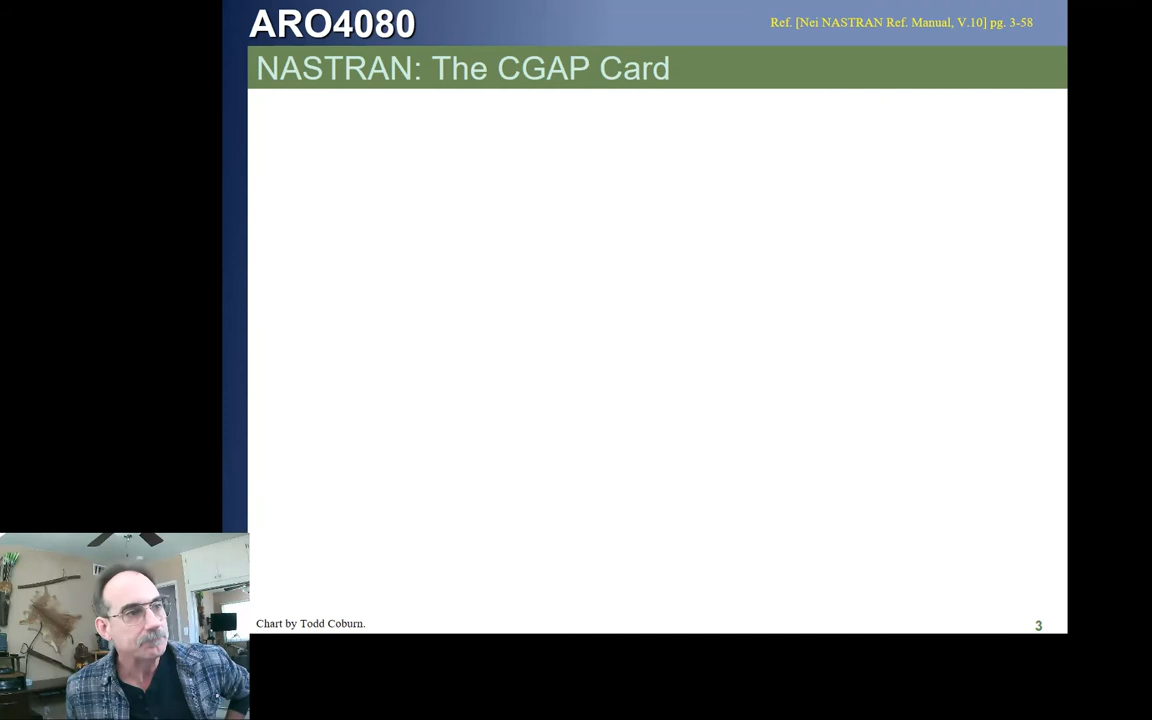 ARO4080
Ref. [Nei NASTRAN Ref. Manual, V.10] pg. 3-58
NASTRAN: The CGAP Card
Chart by Todd Coburn.
3